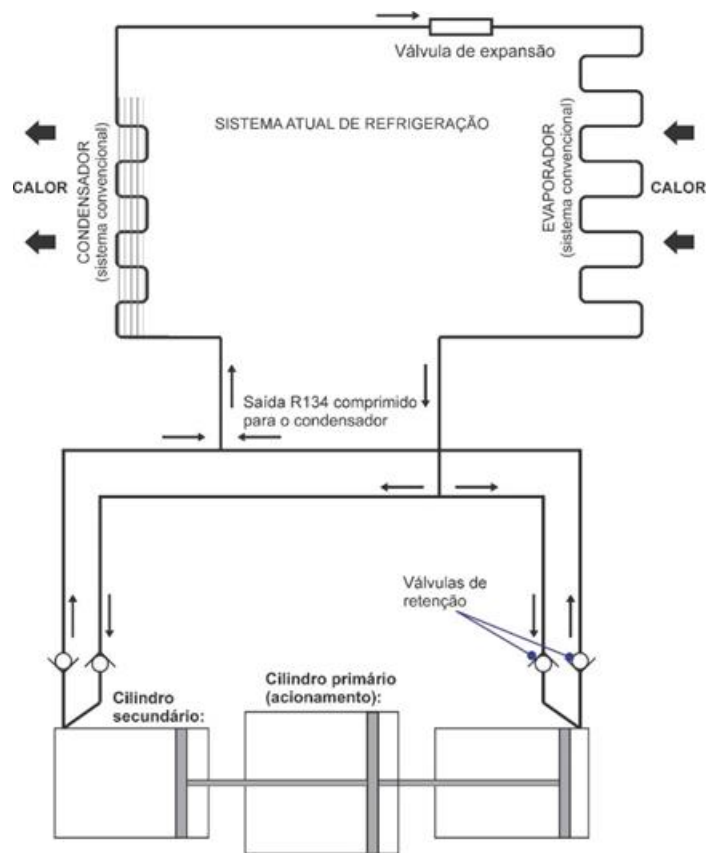 Válvula de expansão
SISTEMA ATUAL DE REFRIGERAÇÃO
CALOR
CONDENSADOR
(sistema convencional)
EVAPORADOR
(sistema convencional)
CALOR
Saída R134 comprimido
para o condensador
Válvulas de
retenção
Cilindro primário
(acionamento):
Cilindro
secundário: